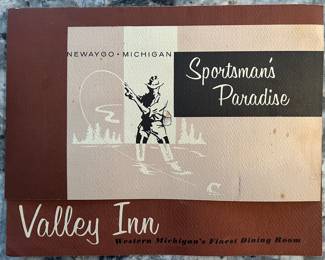 NEWAYGO • MICHIGAN
Sportsman's
Paradise
Valley Inn
Western Michigan's Finest Dining Room